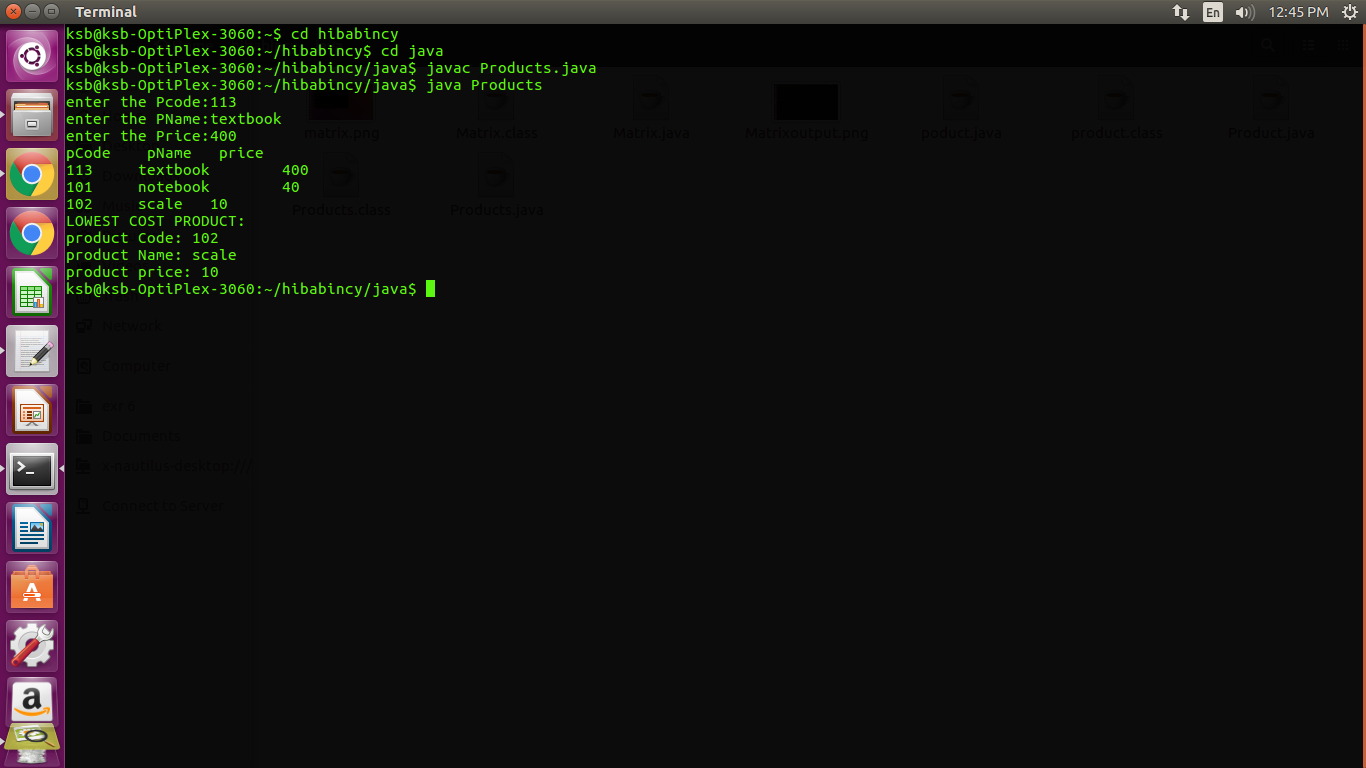 Terminal
En
12:45 PM
ksb@ksb-OptiPlex-3060:~$ cd hibabincy
ksb@ksb-OptiPlex-3060:~/hibabincy$ cd java
ksb@ksb-OptiPlex-3060:~/hibabincy/java$ javac Products.java
ksb@ksb-OptiPlex-3060:~/hibabincy/java$ java Products
enter the Pcode:113
enter the PName:textbook
enter the Price:400
pCode    pName   price
113     textbook        400
101     notebook        40
102     scale   10
LOWEST COST PRODUCT:
product Code: 102
product Name: scale
product price: 10
ksb@ksb-OptiPlex-3060:~/hibabincy/java$
matrix.png Matrix.class Matrix.java Matrixoutput.png poduct.java product.class Product.java
Products.class Products.java
Network
Computer
Documents
x-nautilus-desktop:///
Connect to Server